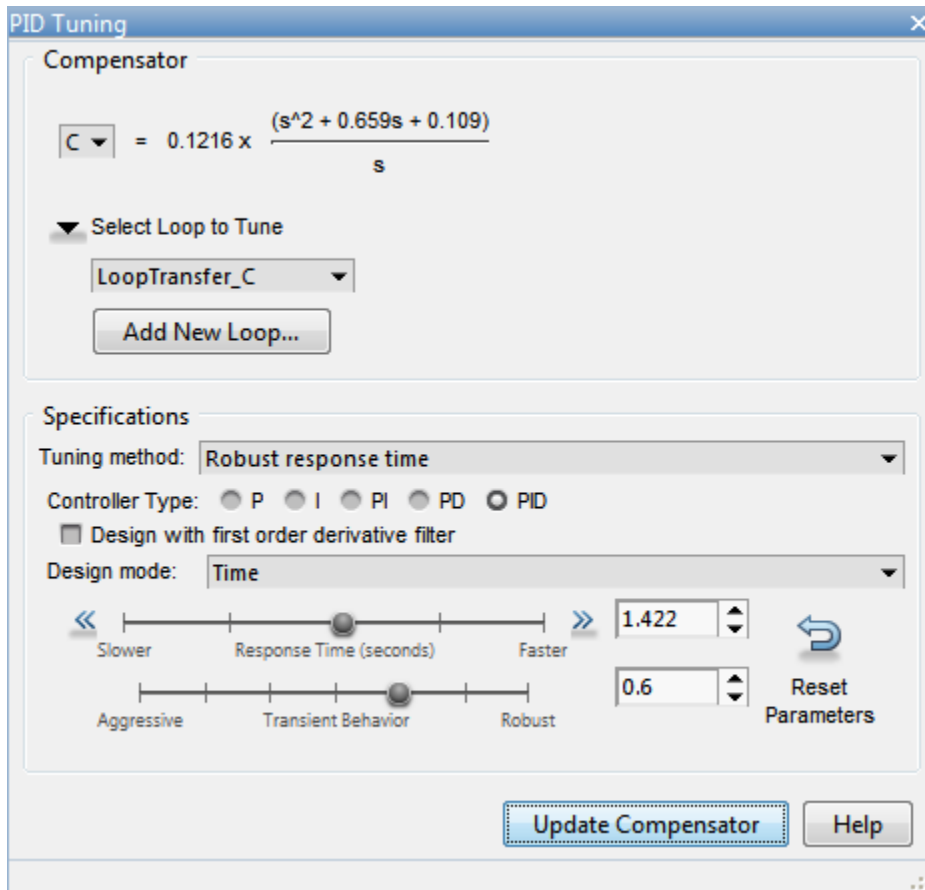 PID Tuning
Compensator
C = 0.1216 x (s^2 + 0.659s + 0.109)
s
Select Loop to Tune
LoopTransfer_C
Add New Loop...
Specifications
Tuning method: Robust response time
Controller Type: P I PI PD PID
Design with first order derivative filter
Design mode: Time
1.422
Slower Response Time (seconds) Faster
0.6
Aggressive Transient Behavior Robust
Reset
Parameters
Update Compensator Help